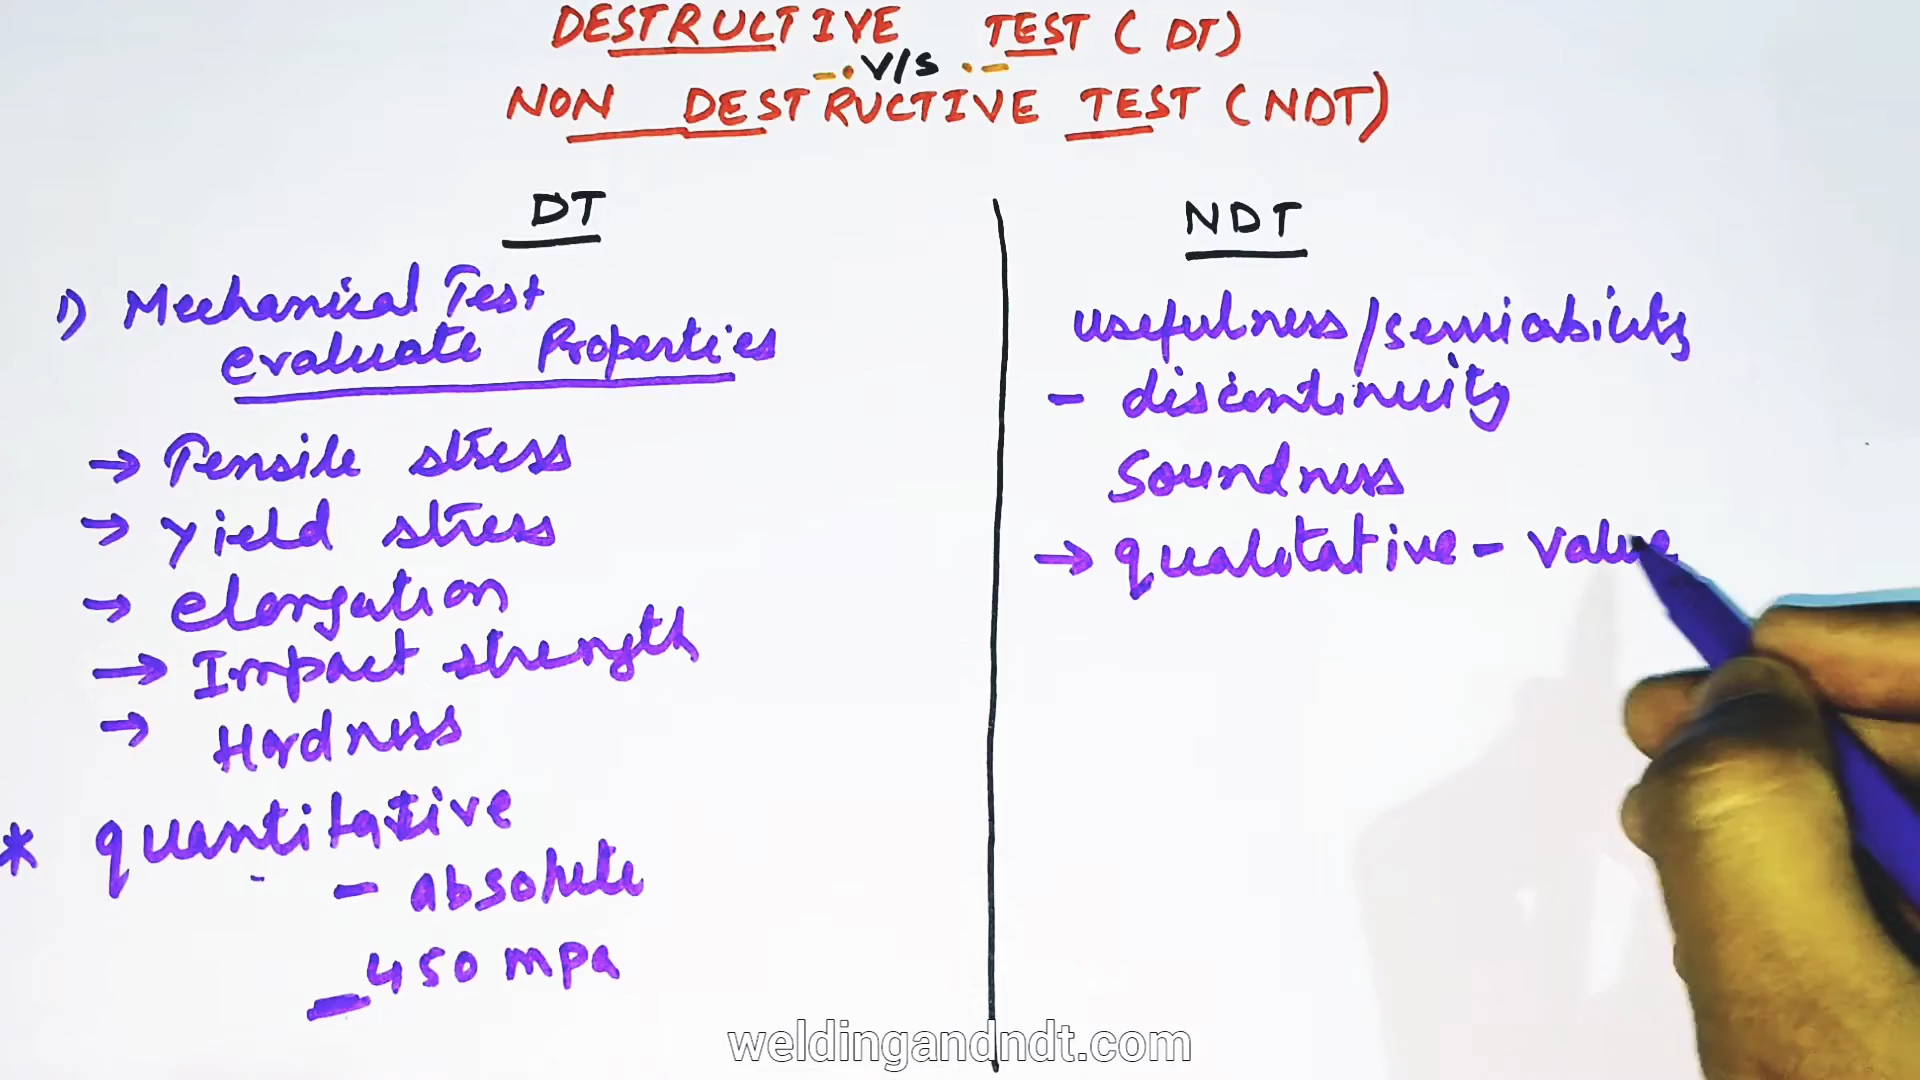 DESTRUCTIVE TEST (DT)
V/S
NON DESTRUCTIVE TEST (NDT)
DT
1) Mechanical Test
evaluate Properties
→ Tensile stress
→ Yield stress
→ elongation
→ Impact strength
→ Hardness
* quantitative
- absolute
450 mpa
NDT
usefulness/serviability
- discontinuity
Soundness
→ qualitative - value
weldingandndt.com